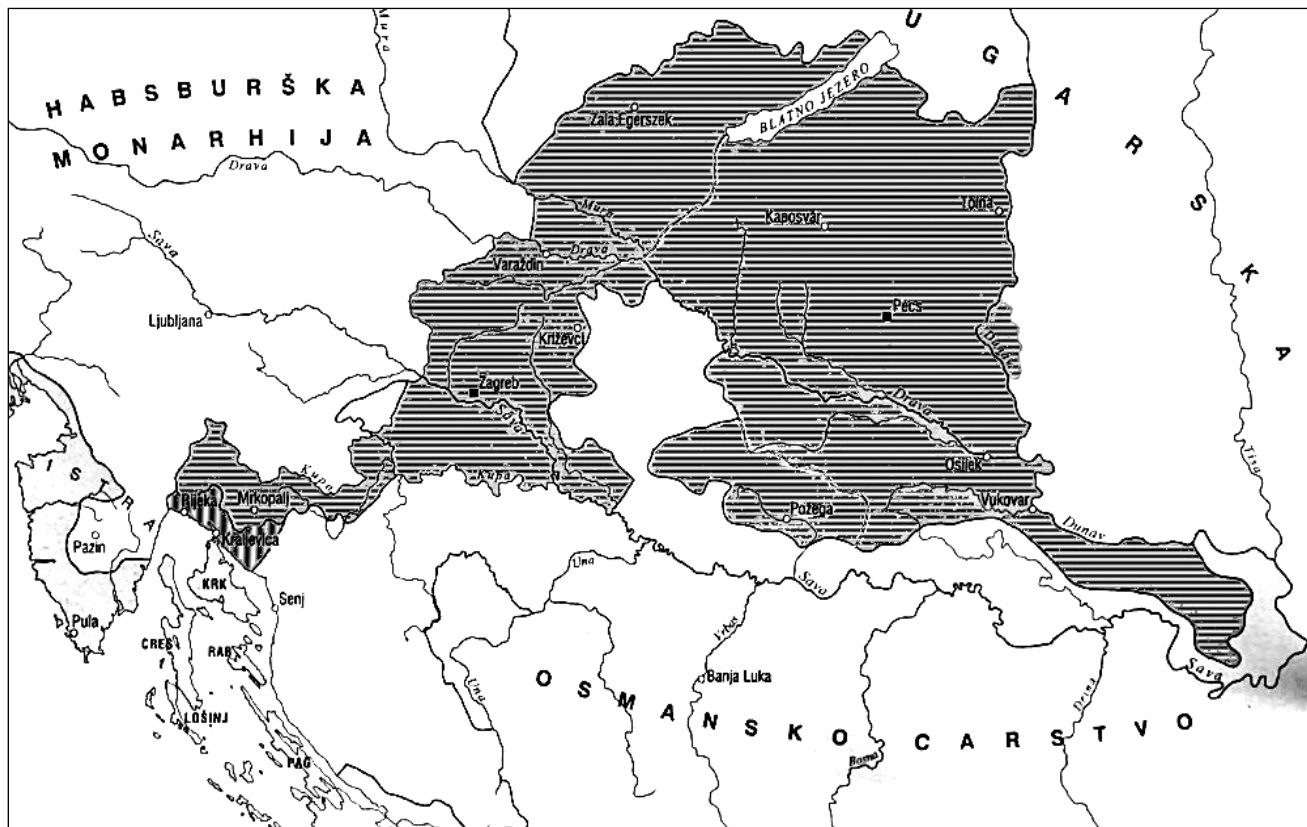 HABSBURŠKA
MONARHIJA
UGARSKA
Mura
Drava
Sava
BLATNO JEZERO
Zala Egerszek
Mura
Kaposvár
Tolna
Drava
Varaždin
Ljubljana
Križevci
Pécs
Zagreb
Sava
Drava
ISTRA
Kupa
Kupa
Osijek
Tisa
Rijeka
Mrkopalj
Vukovar
Požega
Dunav
Kraljevica
Pazin
Una
Sava
KRK
Senj
Pula
Vrbas
CRES
RAB
Una
Banja Luka
Drina
Sava
OSMANSKO CARSTVO
LOŠINJ
PAG
Bosna